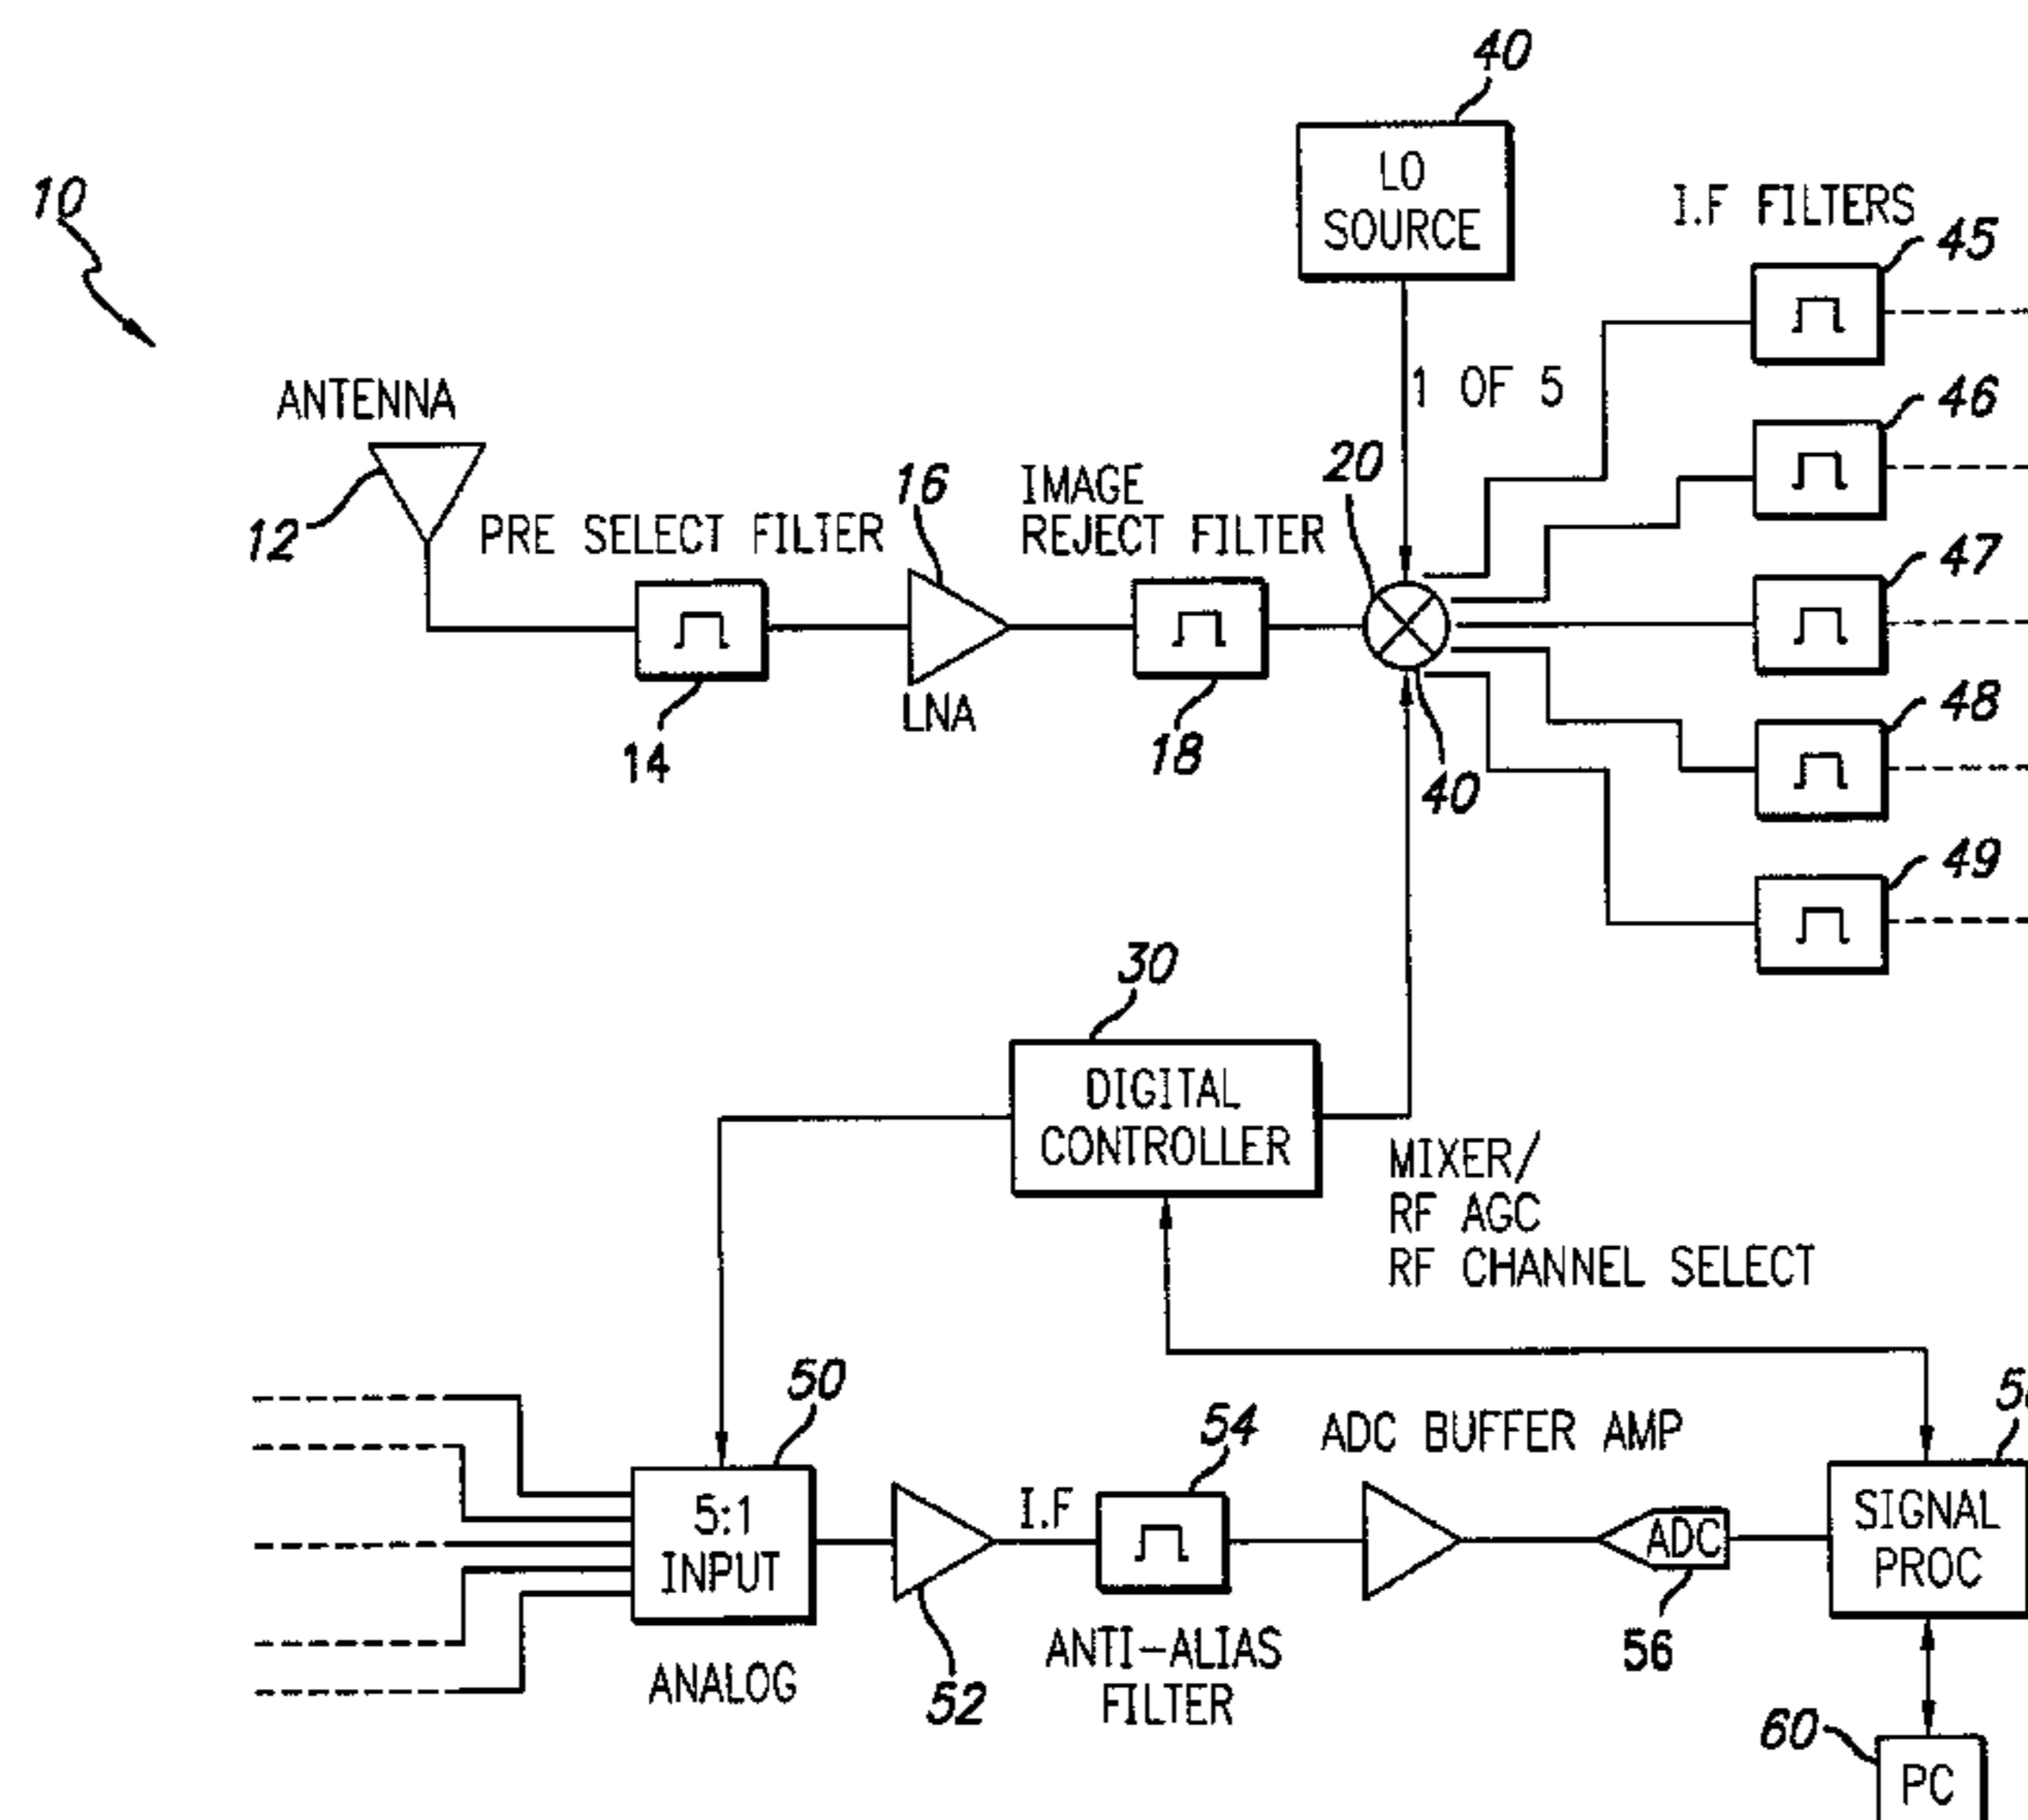 40
LO
SOURCE
10
I.F FILTERS
45
1 OF 5
46
ANTENNA
12
PRE SELECT FILTER
16
IMAGE
REJECT FILTER
20
47
14
LNA
18
40
48
49
30
DIGITAL
CONTROLLER
MIXER/
RF AGC
RF CHANNEL SELECT
50
54
ADC BUFFER AMP
5:1
INPUT
I.F
ADC
SIGNAL
PROC
ANALOG
52
ANTI-ALIAS
FILTER
56
60
PC